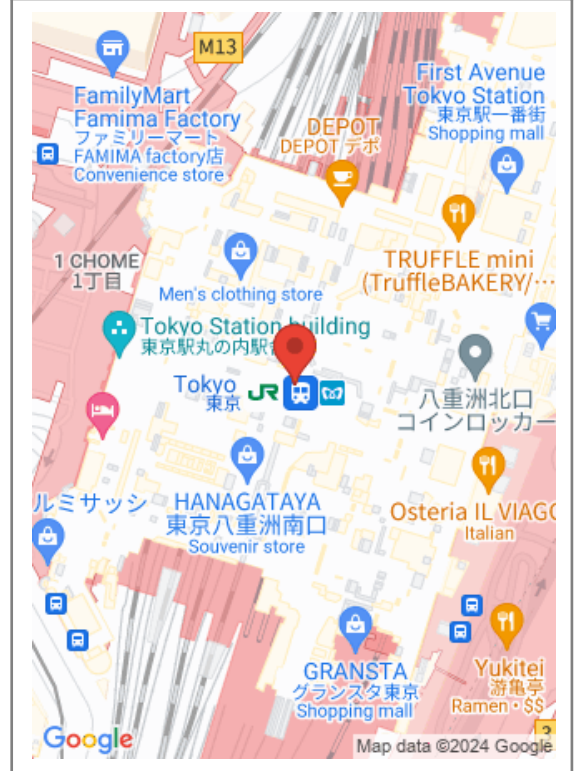 M13
FamilyMart
Famima Factory
ファミリーマート
FAMIMA factory店
Convenience store
First Avenue
Tokyo Station
東京駅一番街
Shopping mall
DEPOT
DEPOT デポ
TRUFFLE mini
(TruffleBAKERY/…
1 CHOME
1丁目
Men's clothing store
Tokyo Station building
東京駅丸の内駅
Tokyo
東京
JR
八重洲北口
コインロッカー
ルミサッシ
HANAGATAYA
東京八重洲南口
Souvenir store
Osteria IL VIAGG
Italian
GRANSTA
グランスタ東京
Shopping mall
Yukitei
游亀亭
Ramen・$$
Google
Map data ©2024 Google